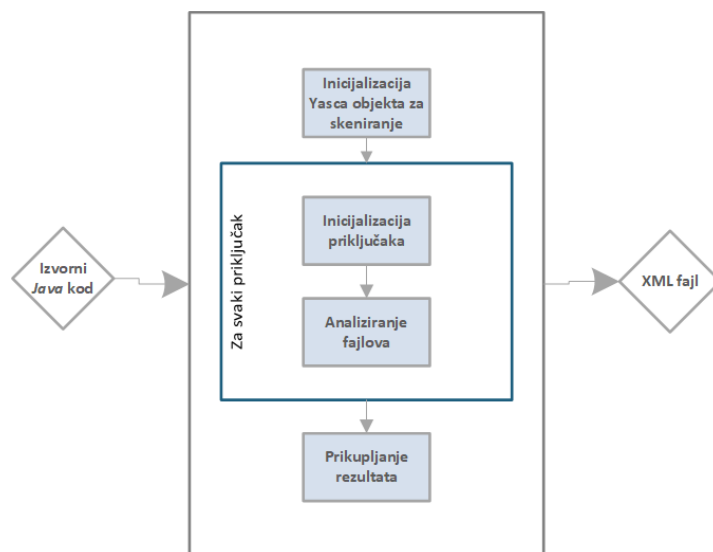 Inicijalizacija
Yasca objekta za
skeniranje
Za svaki priključak
Inicijalizacija
priključaka
Izvorni
Java kod
XML fajl
Analiziranje
fajlova
Prikupljanje
rezultata